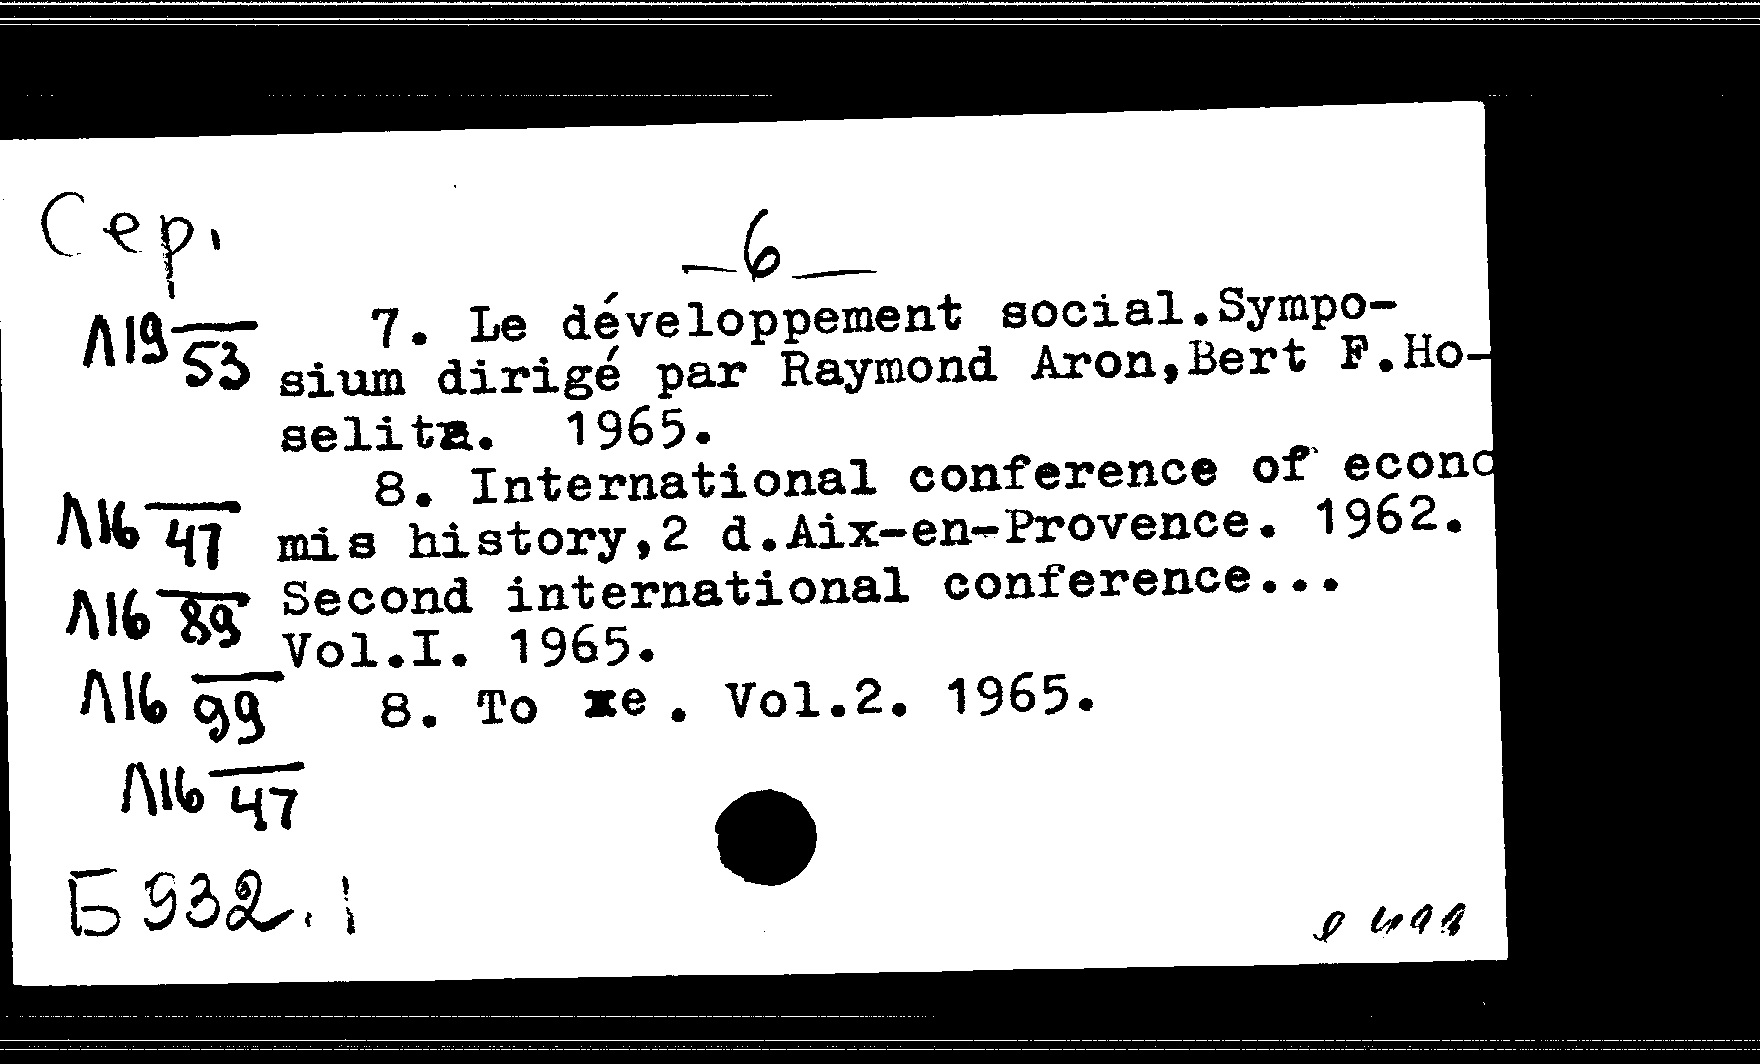 Сер.
— 6 —
Л19 53
7. Le développement social.Sympo-
sium dirigé par Raymond Aron,Bert F.Ho-
selitz. 1965.
Л16 47
8. International conference of econo
mis history,2 d.Aix-en-Provence. 1962.
Л16 89
Second international conference...
Vol.I. 1965.
Л16 99
8. То же. Vol.2. 1965.
Л16 47
Б 932.1